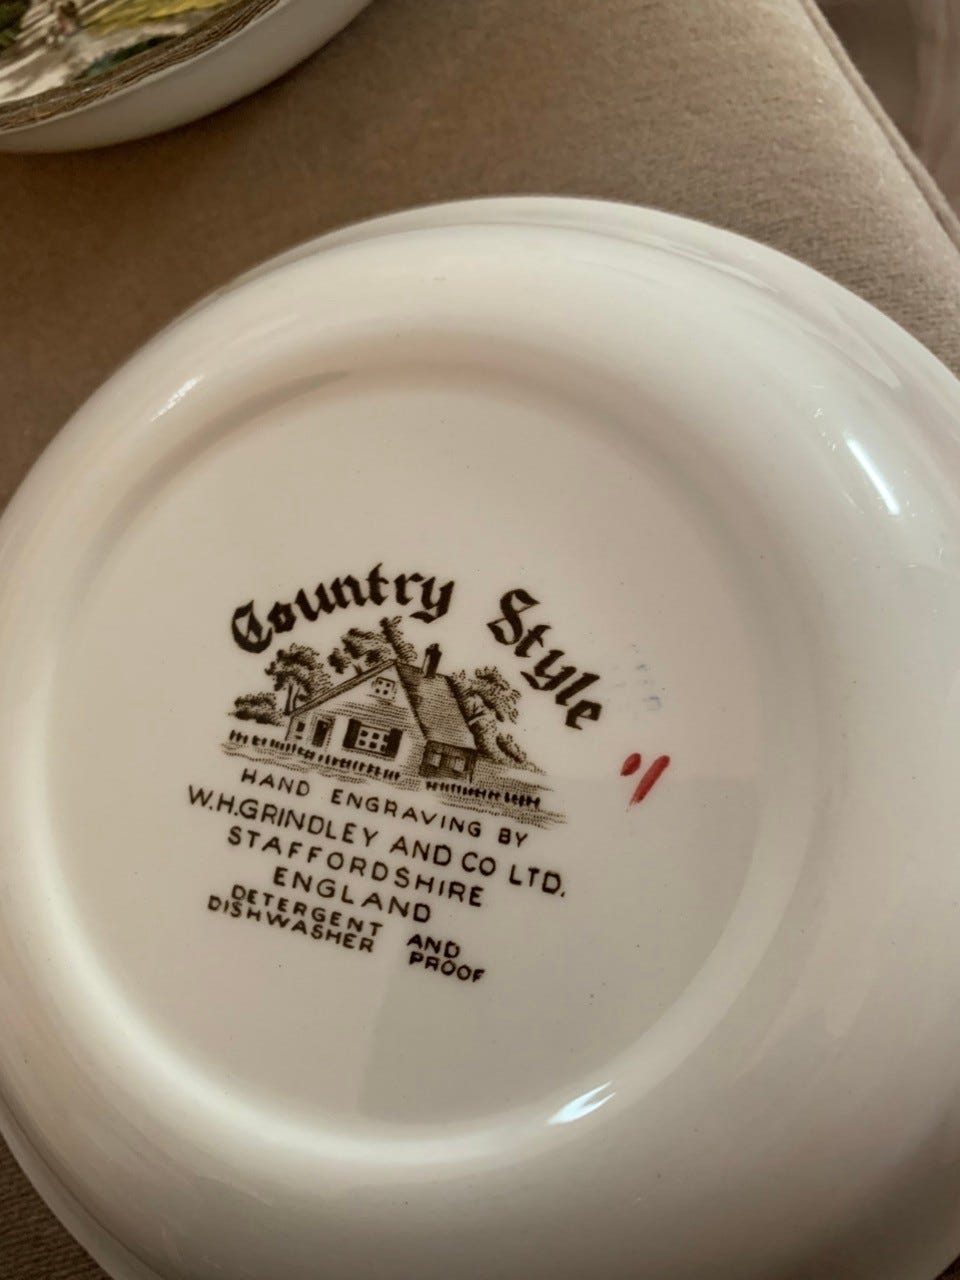 Country Style
HAND ENGRAVING BY
W.H.GRINDLEY AND CO LTD.
STAFFORDSHIRE
ENGLAND
DETERGENT AND
DISHWASHER PROOF